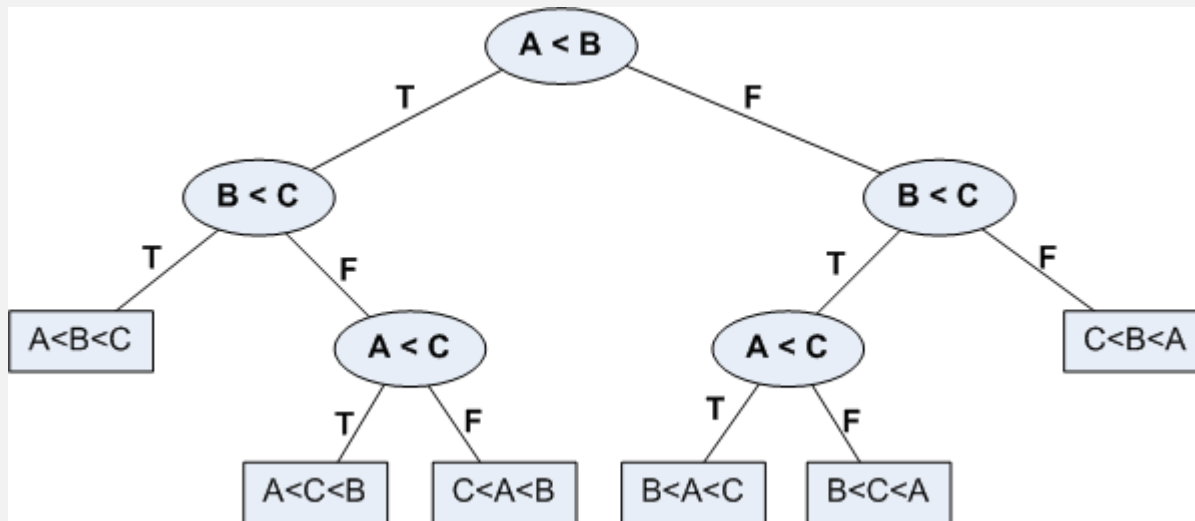 A < B
T
F
B < C
B < C
T
F
T
F
A<B<C
A < C
A < C
C<B<A
T
F
T
F
A<C<B
C<A<B
B<A<C
B<C<A